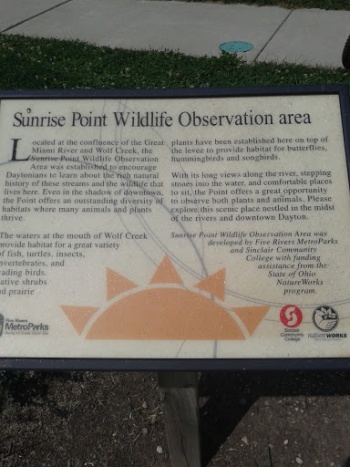 Sunrise Point Wildlife Observation area
Located at the confluence of the Great
Miami River and Wolf Creek, the
Sunrise Point Wildlife Observation
Area was established to encourage
Daytonians to learn about the rich natural
history of these streams and the wildlife that
lives here. Even in the shadow of downtown,
the Point offers an outstanding diversity of
habitats where many animals and plants
thrive.
The waters at the mouth of Wolf Creek
provide habitat for a great variety
of fish, turtles, insects,
invertebrates, and
wading birds.
Native shrubs
and prairie
plants have been established here on top of
the levee to provide habitat for butterflies,
hummingbirds and songbirds.
With its long views along the river, stepping
stones into the water, and comfortable places
to sit, the Point offers a great opportunity
to observe both plants and animals. Please
explore this scenic place nestled in the midst
of the rivers and downtown Dayton.
Sunrise Point Wildlife Observation Area was
developed by Five Rivers MetroParks
and Sinclair Community
College with funding
assistance from the
State of Ohio
NatureWorks
program.
Five Rivers
MetroParks
Sinclair
Community
College
NATUREWORKS